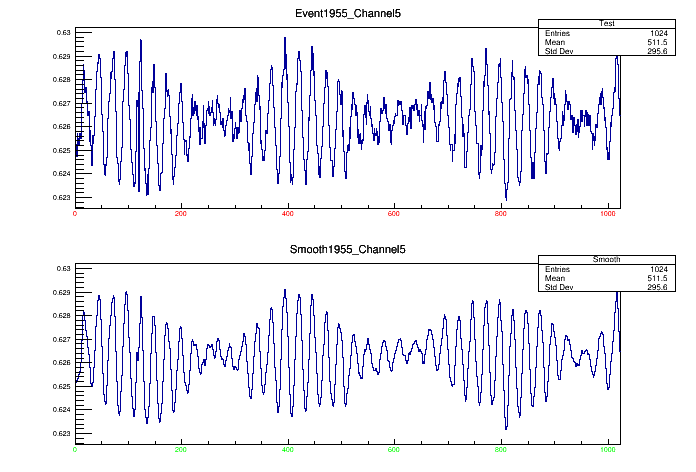 Event1955_Channel5
Test
Entries 1024
Mean 511.5
Std Dev 295.6
0.63
0.629
0.628
0.627
0.626
0.625
0.624
0.623
0 200 400 600 800 1000
Smooth1955_Channel5
Smooth
Entries 1024
Mean 511.5
Std Dev 295.6
0.63
0.629
0.628
0.627
0.626
0.625
0.624
0.623
0 200 400 600 800 1000